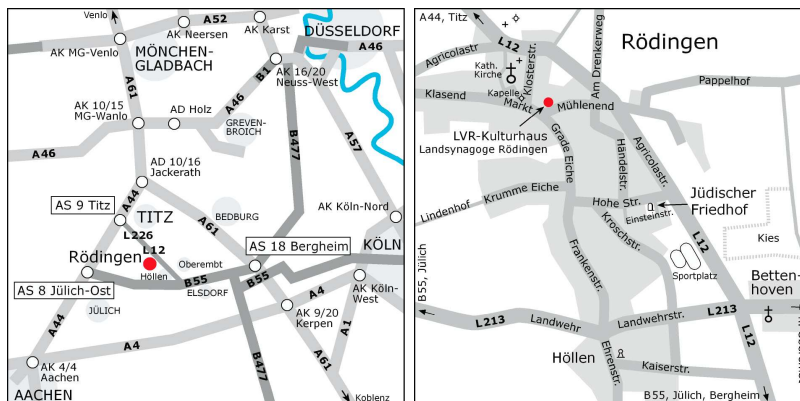 Venlo
A52
AK Neersen
AK Karst
DÜSSELDORF
A46
AK MG-Venlo
MÖNCHEN-
GLADBACH
B1
AK 16/20
Neuss-West
A61
A46
AK 10/15
MG-Wanlo
AD Holz
GREVEN-
BROICH
A57
B477
A46
AD 10/16
Jackerath
AS 9 Titz
A44
TITZ
A61
BEDBURG
AK Köln-Nord
L226
L12
Rödingen
Höllen
Oberembt
AS 18 Bergheim
KÖLN
B55
B55
ELSDORF
AS 8 Jülich-Ost
A4
AK Köln-
West
JÜLICH
AK 9/20
Kerpen
A44
A4
A1
AK 4/4
Aachen
A61
B477
AACHEN
Koblenz
A44, Titz
L12
Rödingen
Agricolastr.
Kath.
Kirche
Klosterstr.
Am Drenkerweg
Pappelhof
Kapelle
Klasend
Markt
Mühlenend
LVR-Kulturhaus
Landsynagoge Rödingen
Grade Eiche
Händelstr.
Agricolastr.
Krumme Eiche
Hohe Str.
Jüdischer
Friedhof
Lindenhof
Einsteinstr.
Kroschstr.
L12
Kies
Frankenstr.
Sportplatz
B55, Jülich
Betten-
hoven
L213
Landwehr
Landwehrstr.
L213
L12
Höllen
Ehrenstr.
Kaiserstr.
B55, Jülich, Bergheim